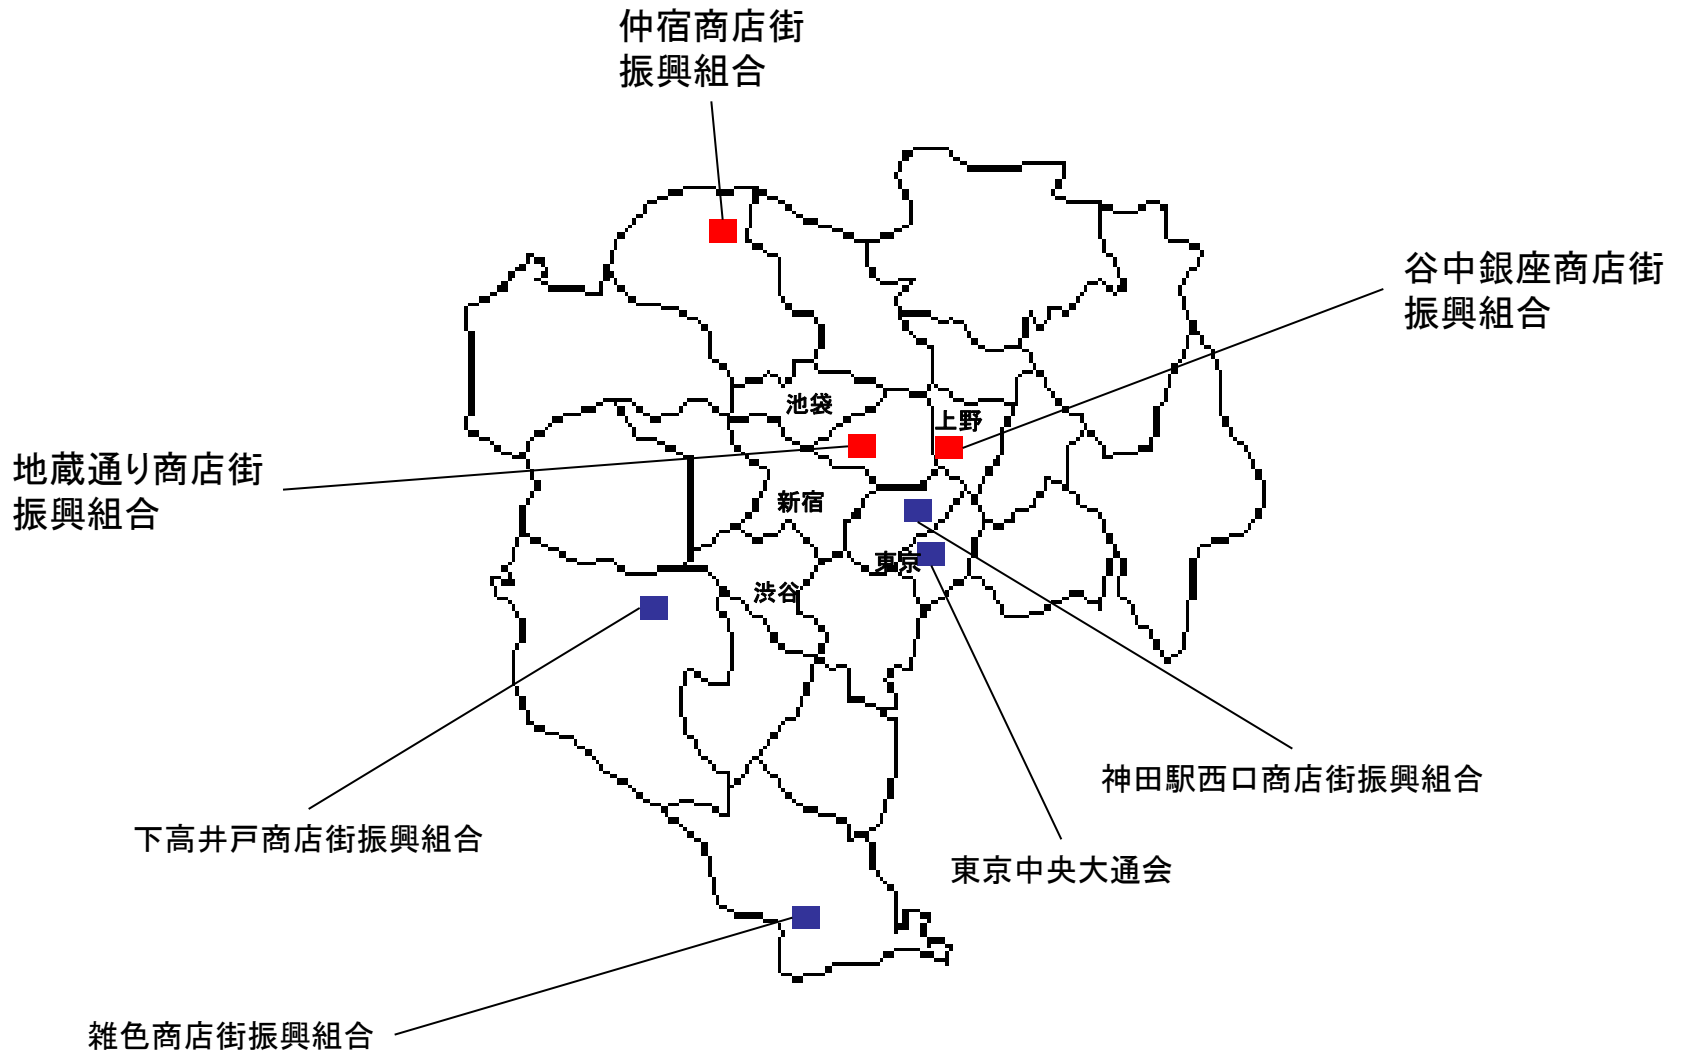 仲宿商店街
振興組合
谷中銀座商店街
振興組合
池袋
上野
地蔵通り商店街
振興組合
新宿
東京
渋谷
神田駅西口商店街振興組合
下高井戸商店街振興組合
東京中央大通会
雑色商店街振興組合